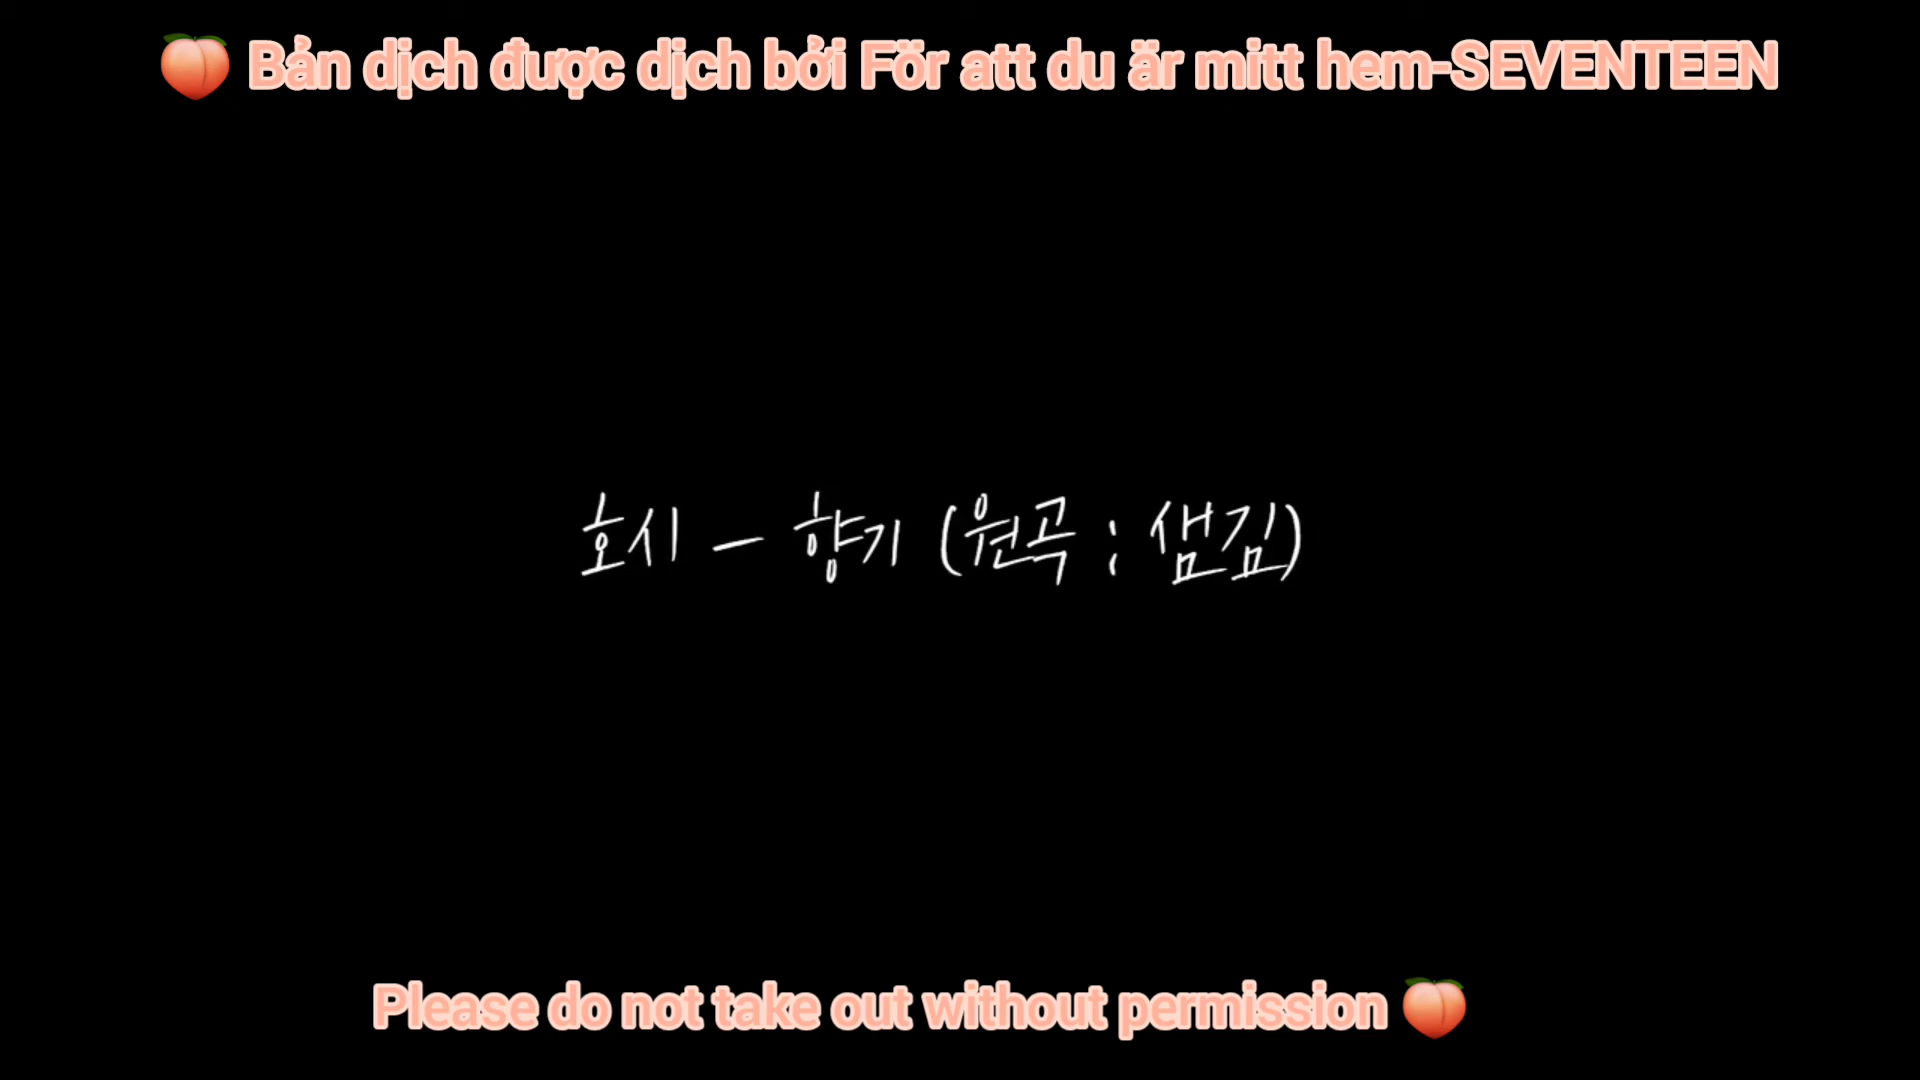 🍑 Bản dịch được dịch bởi För att du är mitt hem-SEVENTEEN
호시 - 향기 (원곡 : 샘김)
Please do not take out without permission 🍑